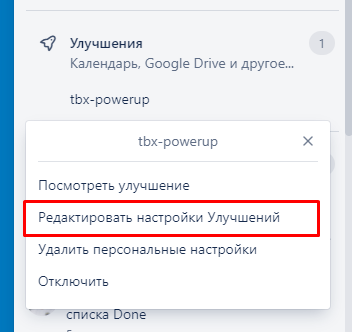 Улучшения
1
Календарь, Google Drive и другое...
tbx-powerup
tbx-powerup
Посмотреть улучшение
Редактировать настройки Улучшений
Удалить персональные настройки
Отключить
списка Done